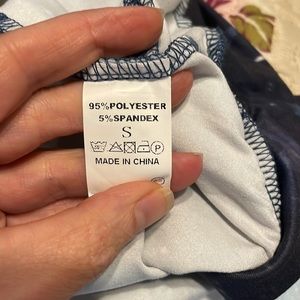 95%POLYESTER
5%SPANDEX
S
P
MADE IN CHINA